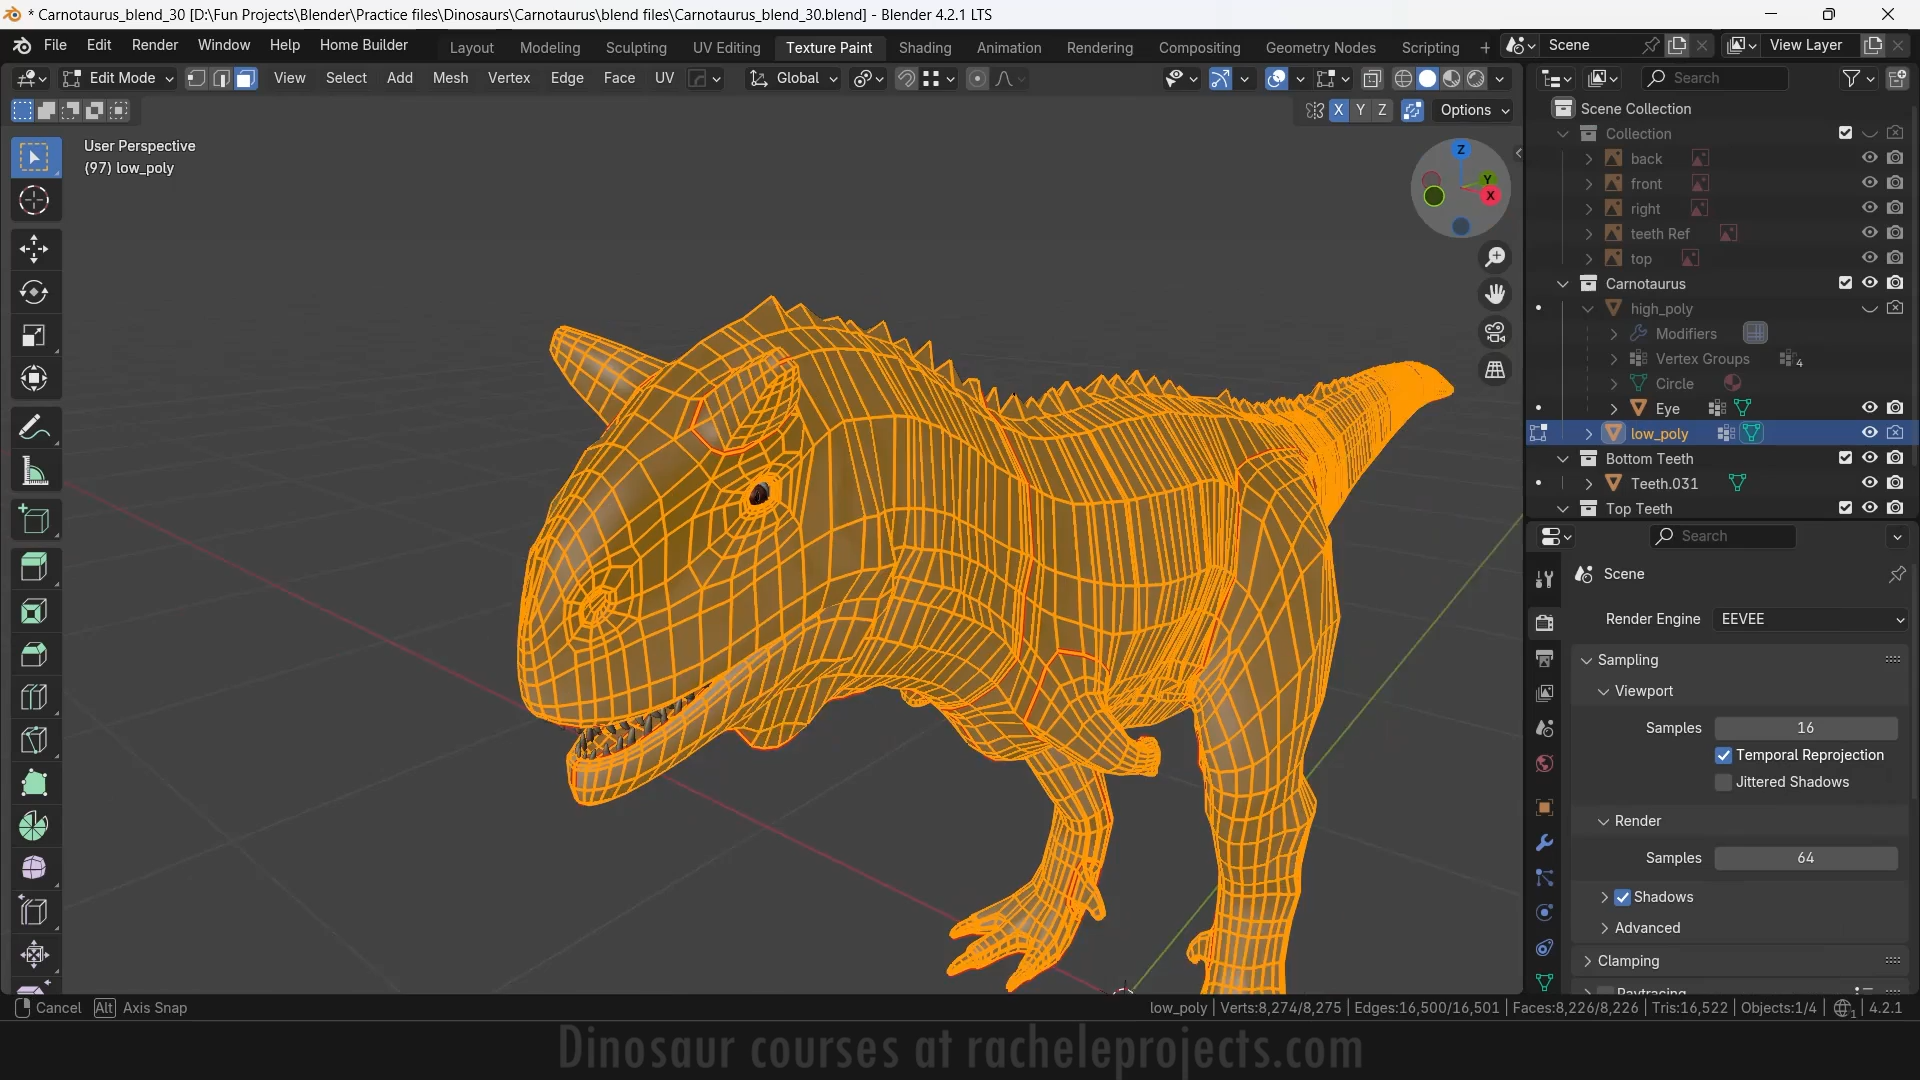 * Carnotaurus_blend_30 [D:\Fun Projects\Blender\Practice files\Dinosaurs\Carnotaurus\blend files\Carnotaurus_blend_30.blend] - Blender 4.2.1 LTS
File Edit Render Window Help Home Builder Layout Modeling Sculpting UV Editing Texture Paint Shading Animation Rendering Compositing Geometry Nodes Scripting + Scene View Layer
Edit Mode View Select Add Mesh Vertex Edge Face UV Global Search
X Y Z Options
User Perspective
(97) low_poly
Z
Y
X
Scene Collection
Collection
back
front
right
teeth Ref
top
Carnotaurus
high_poly
Modifiers
Vertex Groups 4
Circle
Eye
low_poly
Bottom Teeth
Teeth.031
Top Teeth
Search
Scene
Render Engine EEVEE
Sampling
Viewport
Samples 16
Temporal Reprojection
Jittered Shadows
Render
Samples 64
Shadows
Advanced
Clamping
Raytracing
Cancel Alt Axis Snap
low_poly | Verts:8,274/8,275 | Edges:16,500/16,501 | Faces:8,226/8,226 | Tris:16,522 | Objects:1/4 | 1 | 4.2.1
Dinosaur courses at racheleprojects.com